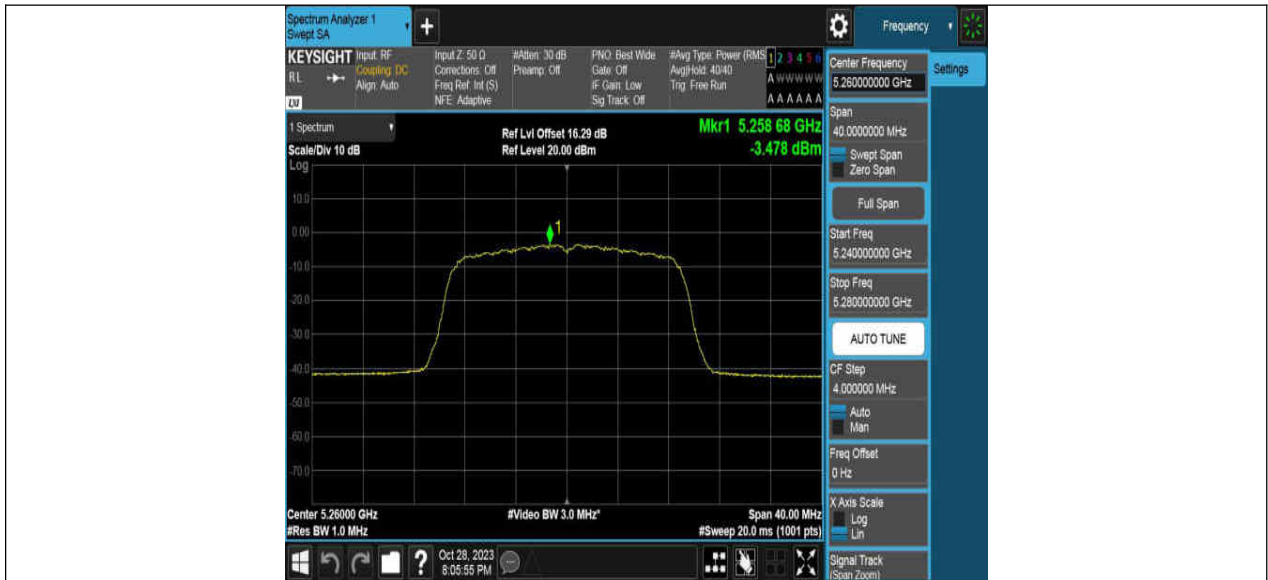 Spectrum Analyzer 1
Swept SA
+
Frequency
KEYSIGHT
RL
LXI
Input: RF
Coupling: DC
Align: Auto
Input Z: 50 Ω
Corrections: Off
Freq Ref: Int (S)
NFE: Adaptive
#Atten: 30 dB
Preamp: Off
PNO: Best Wide
Gate: Off
IF Gain: Low
Sig Track: Off
#Avg Type: Power (RMS
Avg|Hold: 40/40
Trig: Free Run
1 2 3 4 5 6
A W W W W W
A A A A A A
Center Frequency
5.260000000 GHz
Settings
Span
40.0000000 MHz
Swept Span
Zero Span
Full Span
Start Freq
5.240000000 GHz
Stop Freq
5.280000000 GHz
AUTO TUNE
CF Step
4.000000 MHz
Auto
Man
Freq Offset
0 Hz
X Axis Scale
Log
Lin
Signal Track
(Span Zoom)
1 Spectrum
Scale/Div 10 dB
Ref Lvl Offset 16.29 dB
Ref Level 20.00 dBm
Mkr1 5.258 68 GHz
-3.478 dBm
Log
10.0
0.00
1
-10.0
-20.0
-30.0
-40.0
-50.0
-60.0
-70.0
Center 5.26000 GHz
#Video BW 3.0 MHz*
Span 40.00 MHz
#Res BW 1.0 MHz
#Sweep 20.0 ms (1001 pts)
?
Oct 28, 2023
8:05:55 PM